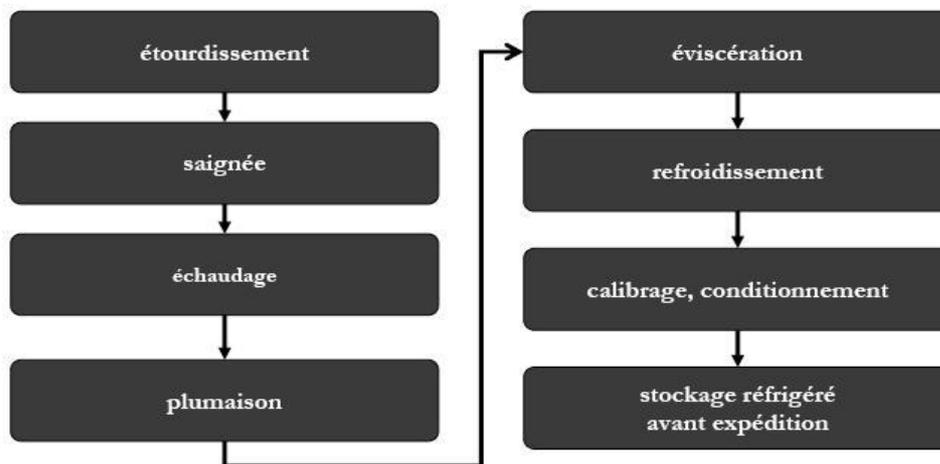 étourdissement
saignée
échaudage
plumaison
éviscération
refroidissement
calibrage, conditionnement
stockage réfrigéré
avant expédition